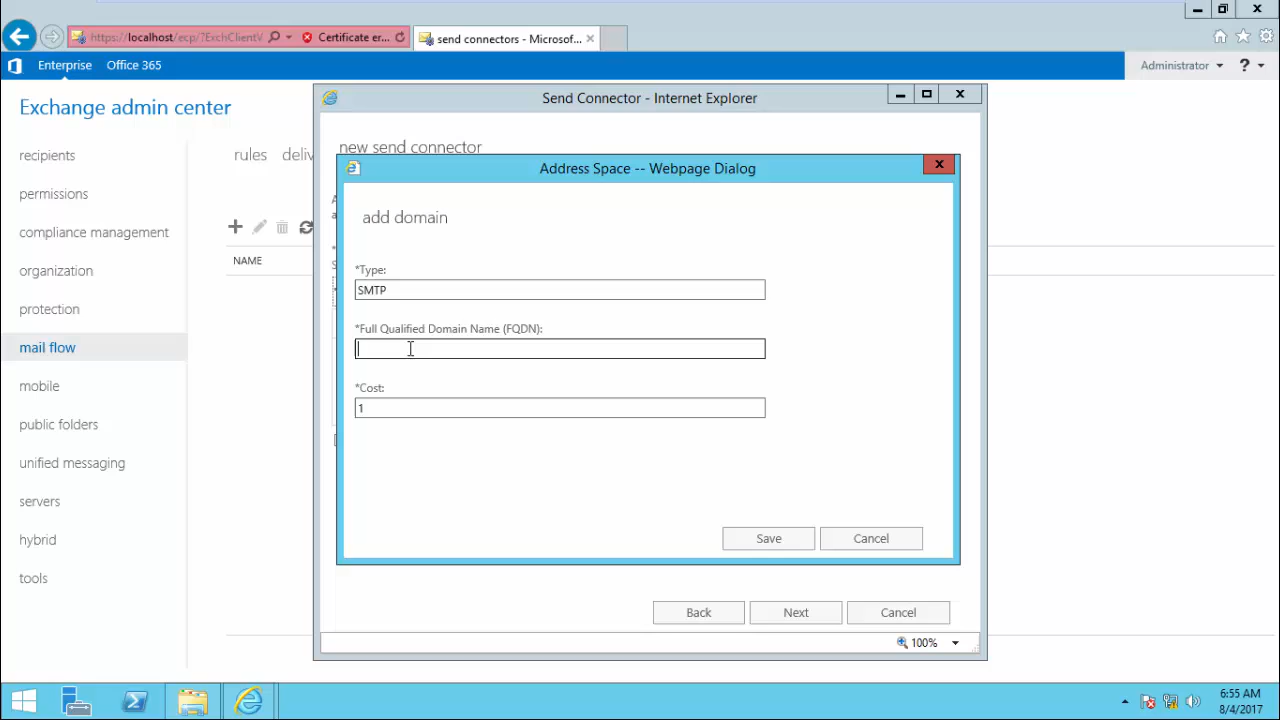 https://localhost/ecp/?ExchClientV
Certificate er...
send connectors - Microsof...
Enterprise
Office 365
Administrator
?
Exchange admin center
Send Connector - Internet Explorer
recipients
permissions
compliance management
organization
protection
mail flow
mobile
public folders
unified messaging
servers
hybrid
tools
rules
deliv
NAME
new send connector
Address Space -- Webpage Dialog
add domain
*Type:
SMTP
*Full Qualified Domain Name (FQDN):
*Cost:
1
Save
Cancel
Back
Next
Cancel
100%
6:55 AM
8/4/2017